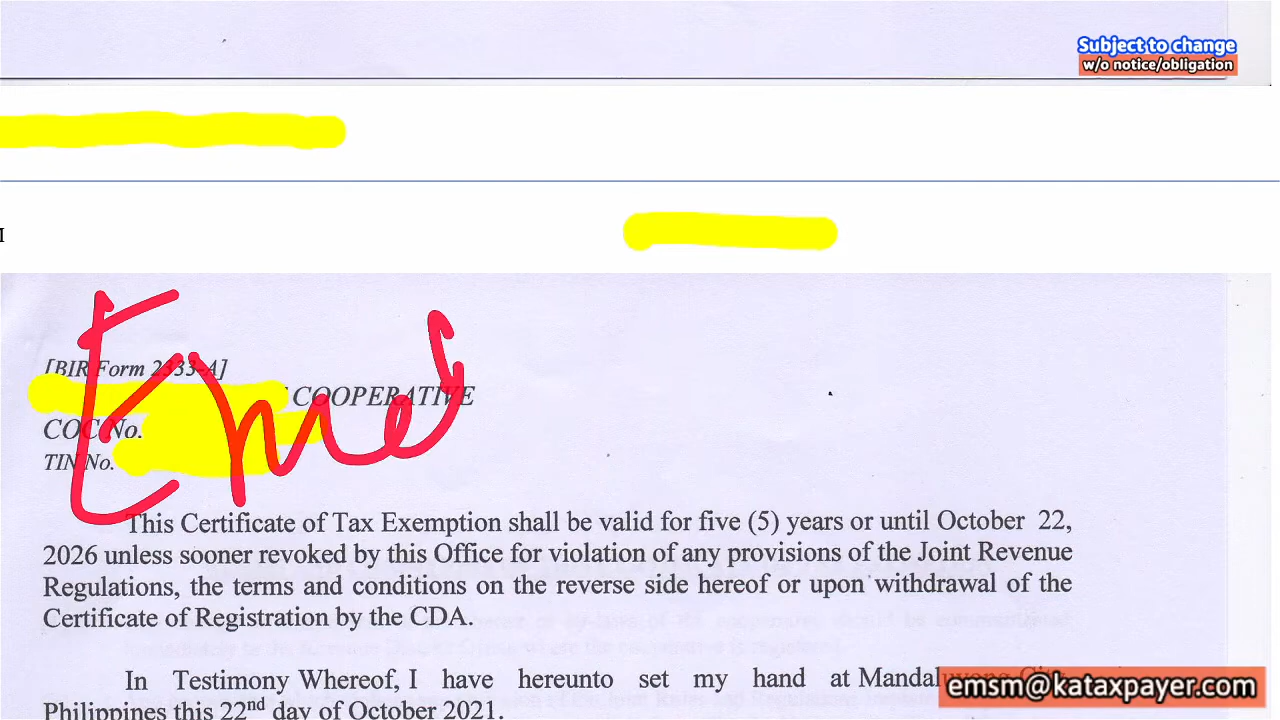 Subject to change
w/o notice/obligation
[BIR Form 2333-A]
COOPERATIVE
COC No.
TIN No.
This Certificate of Tax Exemption shall be valid for five (5) years or until October 22,
2026 unless sooner revoked by this Office for violation of any provisions of the Joint Revenue
Regulations, the terms and conditions on the reverse side hereof or upon withdrawal of the
Certificate of Registration by the CDA.
In Testimony Whereof, I have hereunto set my hand at Mandaluyong City,
Philippines this 22nd day of October 2021.
emsm@kataxpayer.com